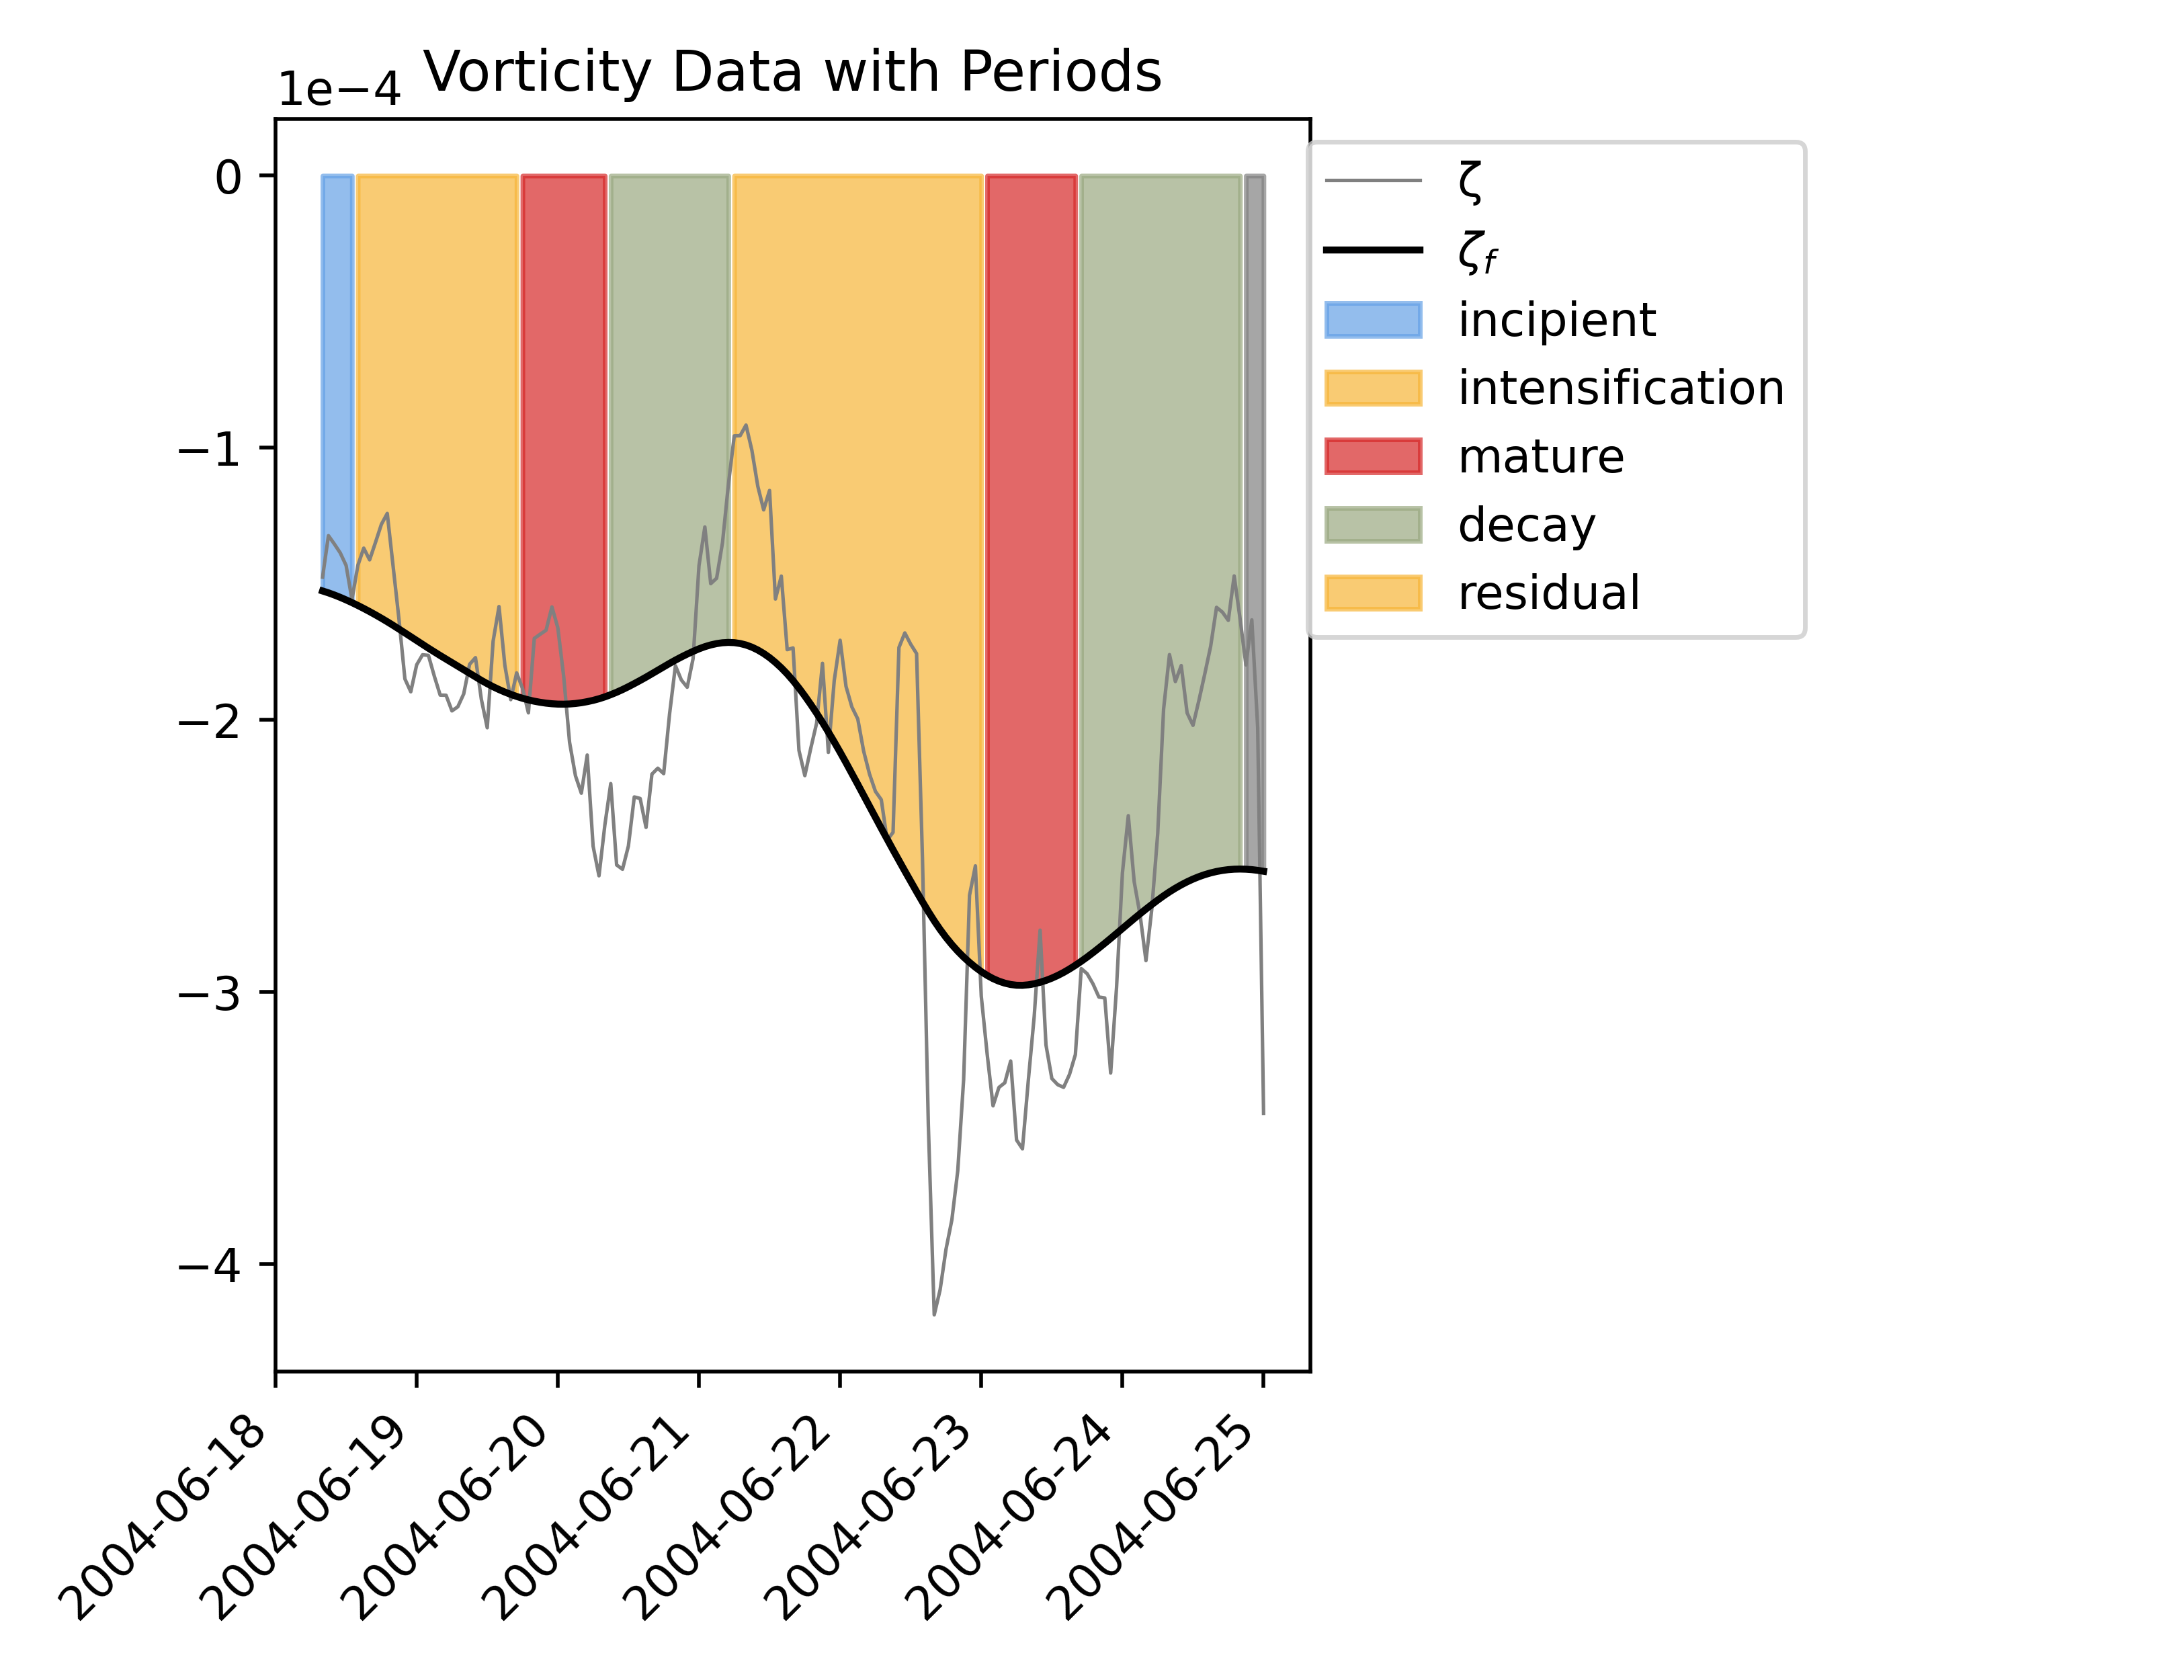 Vorticity Data with Periods
1e−4
0
−1
−2
−3
−4
2004-06-18
2004-06-19
2004-06-20
2004-06-21
2004-06-22
2004-06-23
2004-06-24
2004-06-25
ζ
ζf
incipient
intensification
mature
decay
residual